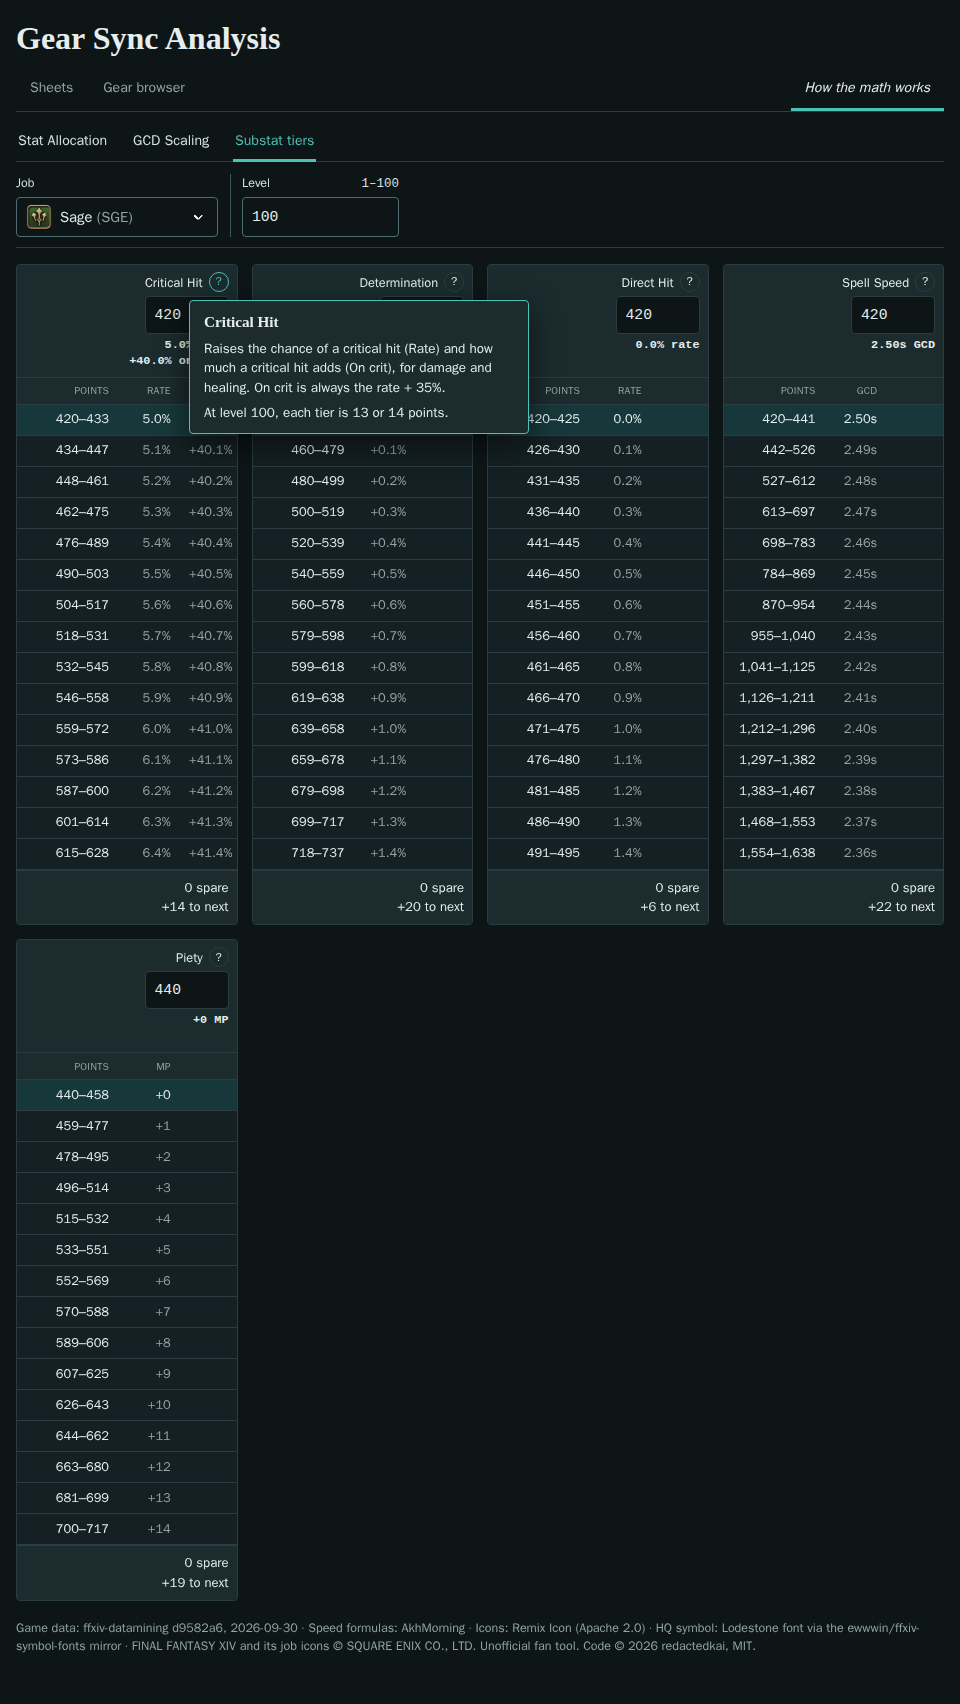 Gear Sync Analysis
Sheets
Gear browser
How the math works
Stat Allocation
GCD Scaling
Substat tiers
Job
Sage (SGE)
Level
1–100
100
Critical Hit ?
420
5.0%
+40.0% on
Critical Hit
Raises the chance of a critical hit (Rate) and how
much a critical hit adds (On crit), for damage and
healing. On crit is always the rate + 35%.
At level 100, each tier is 13 or 14 points.
POINTS RATE
420–433 5.0%
434–447 5.1% +40.1%
448–461 5.2% +40.2%
462–475 5.3% +40.3%
476–489 5.4% +40.4%
490–503 5.5% +40.5%
504–517 5.6% +40.6%
518–531 5.7% +40.7%
532–545 5.8% +40.8%
546–558 5.9% +40.9%
559–572 6.0% +41.0%
573–586 6.1% +41.1%
587–600 6.2% +41.2%
601–614 6.3% +41.3%
615–628 6.4% +41.4%
0 spare
+14 to next
Determination ?
460–479 +0.1%
480–499 +0.2%
500–519 +0.3%
520–539 +0.4%
540–559 +0.5%
560–578 +0.6%
579–598 +0.7%
599–618 +0.8%
619–638 +0.9%
639–658 +1.0%
659–678 +1.1%
679–698 +1.2%
699–717 +1.3%
718–737 +1.4%
0 spare
+20 to next
Direct Hit ?
420
0.0% rate
POINTS RATE
420–425 0.0%
426–430 0.1%
431–435 0.2%
436–440 0.3%
441–445 0.4%
446–450 0.5%
451–455 0.6%
456–460 0.7%
461–465 0.8%
466–470 0.9%
471–475 1.0%
476–480 1.1%
481–485 1.2%
486–490 1.3%
491–495 1.4%
0 spare
+6 to next
Spell Speed ?
420
2.50s GCD
POINTS GCD
420–441 2.50s
442–526 2.49s
527–612 2.48s
613–697 2.47s
698–783 2.46s
784–869 2.45s
870–954 2.44s
955–1,040 2.43s
1,041–1,125 2.42s
1,126–1,211 2.41s
1,212–1,296 2.40s
1,297–1,382 2.39s
1,383–1,467 2.38s
1,468–1,553 2.37s
1,554–1,638 2.36s
0 spare
+22 to next
Piety ?
440
+0 MP
POINTS MP
440–458 +0
459–477 +1
478–495 +2
496–514 +3
515–532 +4
533–551 +5
552–569 +6
570–588 +7
589–606 +8
607–625 +9
626–643 +10
644–662 +11
663–680 +12
681–699 +13
700–717 +14
0 spare
+19 to next
Game data: ffxiv-datamining d9582a6, 2026-09-30 · Speed formulas: AkhMorning · Icons: Remix Icon (Apache 2.0) · HQ symbol: Lodestone font via the ewwwin/ffxiv-
symbol-fonts mirror · FINAL FANTASY XIV and its job icons © SQUARE ENIX CO., LTD. Unofficial fan tool. Code © 2026 redactedkai, MIT.